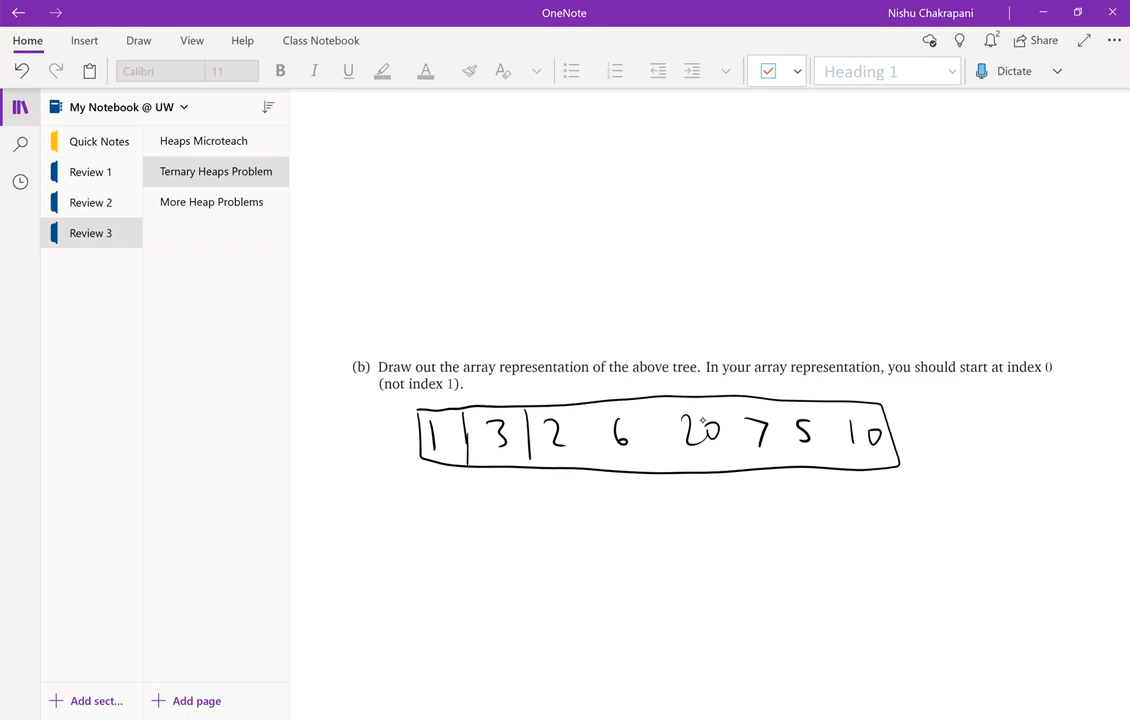 OneNote
Nishu Chakrapani
Home Insert Draw View Help Class Notebook
2
Share
Calibri 11 B I U A A Heading 1 Dictate
My Notebook @ UW
Quick Notes
Review 1
Review 2
Review 3
Heaps Microteach
Ternary Heaps Problem
More Heap Problems
(b) Draw out the array representation of the above tree. In your array representation, you should start at index 0
(not index 1).
1 3 2 6 20 7 5 10
Add sect...
Add page